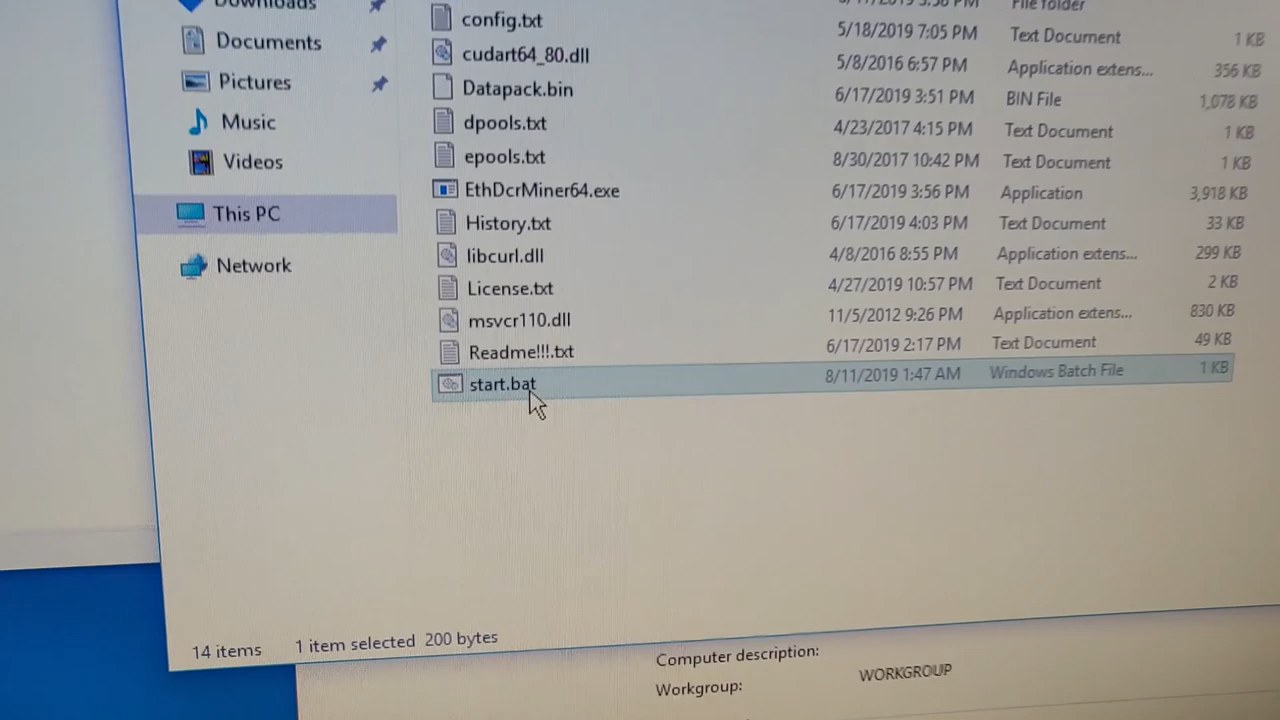 Downloads
Documents
Pictures
Music
Videos
This PC
Network
File folder
config.txt 5/18/2019 7:05 PM Text Document 1 KB
cudart64_80.dll 5/8/2016 6:57 PM Application extens... 356 KB
Datapack.bin 6/17/2019 3:51 PM BIN File 1,078 KB
dpools.txt 4/23/2017 4:15 PM Text Document 1 KB
epools.txt 8/30/2017 10:42 PM Text Document 1 KB
EthDcrMiner64.exe 6/17/2019 3:56 PM Application 3,918 KB
History.txt 6/17/2019 4:03 PM Text Document 33 KB
libcurl.dll 4/8/2016 8:55 PM Application extens... 299 KB
License.txt 4/27/2019 10:57 PM Text Document 2 KB
msvcr110.dll 11/5/2012 9:26 PM Application extens... 830 KB
Readme!!!.txt 6/17/2019 2:17 PM Text Document 49 KB
start.bat 8/11/2019 1:47 AM Windows Batch File 1 KB
14 items 1 item selected 200 bytes
Computer description:
Workgroup: WORKGROUP